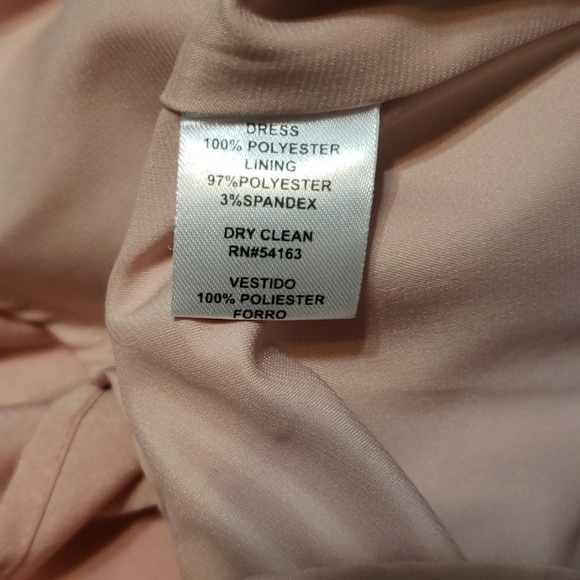 DRESS
100% POLYESTER
LINING
97%POLYESTER
3%SPANDEX
DRY CLEAN
RN#54163
VESTIDO
100% POLIESTER
FORRO